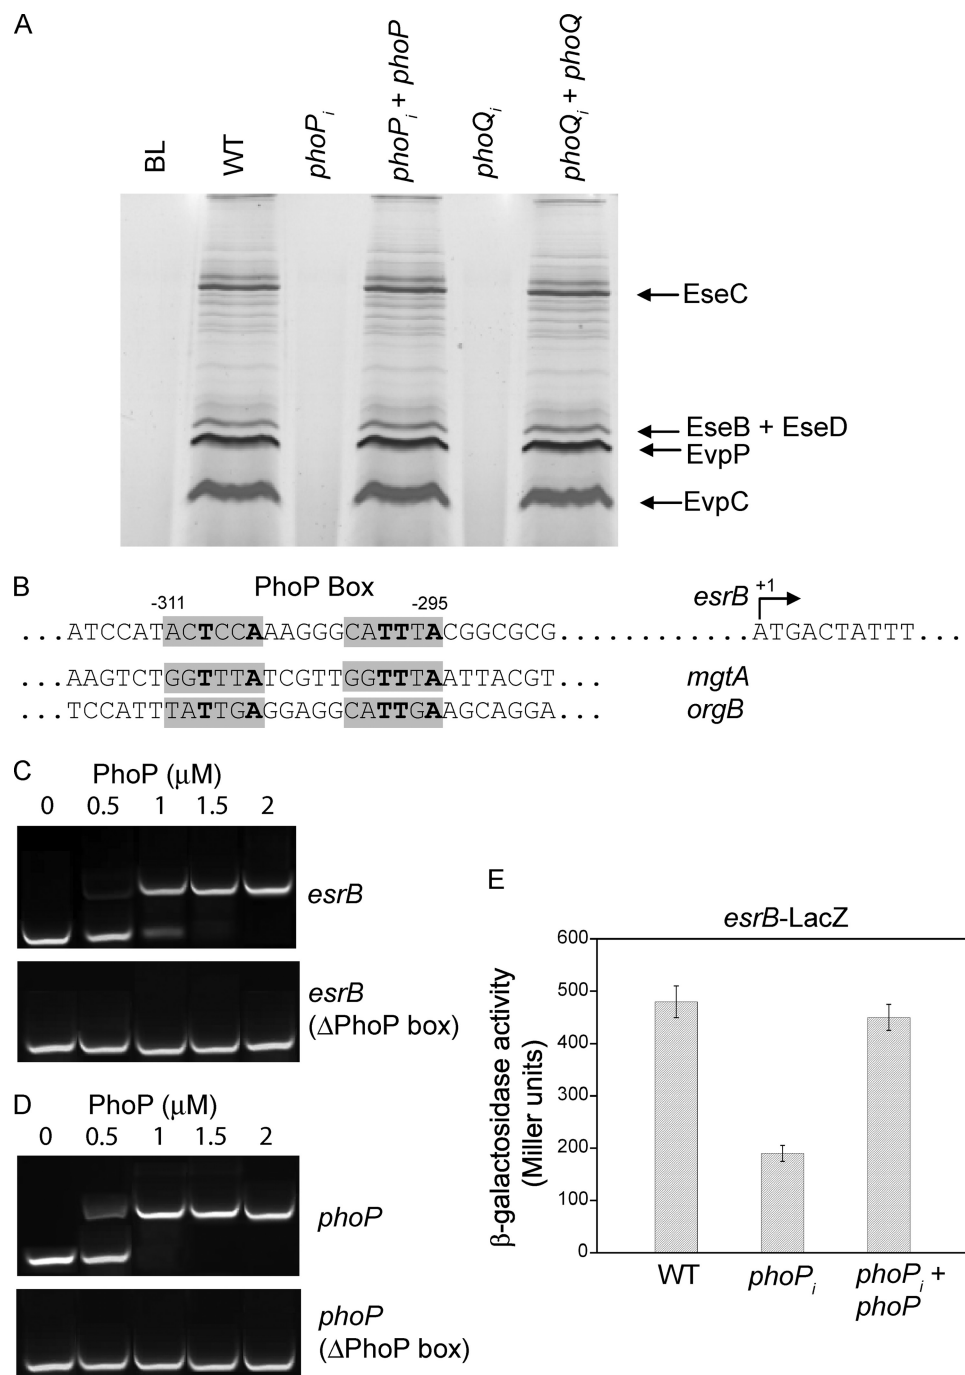 A
BL WT phoPi phoPi + phoP phoQi phoQi + phoQ
EseC
EseB + EseD
EvpP
EvpC
B
PhoP Box
-311 -295 esrB +1
...ATCCATACTCCAAAGGGCATTTACGGCGCG............ATGACTATTT...
...AAGTCTGGTTTATCGTTGGTTTAATTACGT... mgtA
...TCCATTTATTGAGGAGGCATTGAAGCAGGA... orgB
C
PhoP (μM)
0 0.5 1 1.5 2
esrB
esrB
(ΔPhoP box)
D
PhoP (μM)
0 0.5 1 1.5 2
phoP
phoP
(ΔPhoP box)
E
esrB-LacZ
β-galactosidase activity
(Miller units)
600
500
400
300
200
100
0
WT phoPi phoPi +
phoP